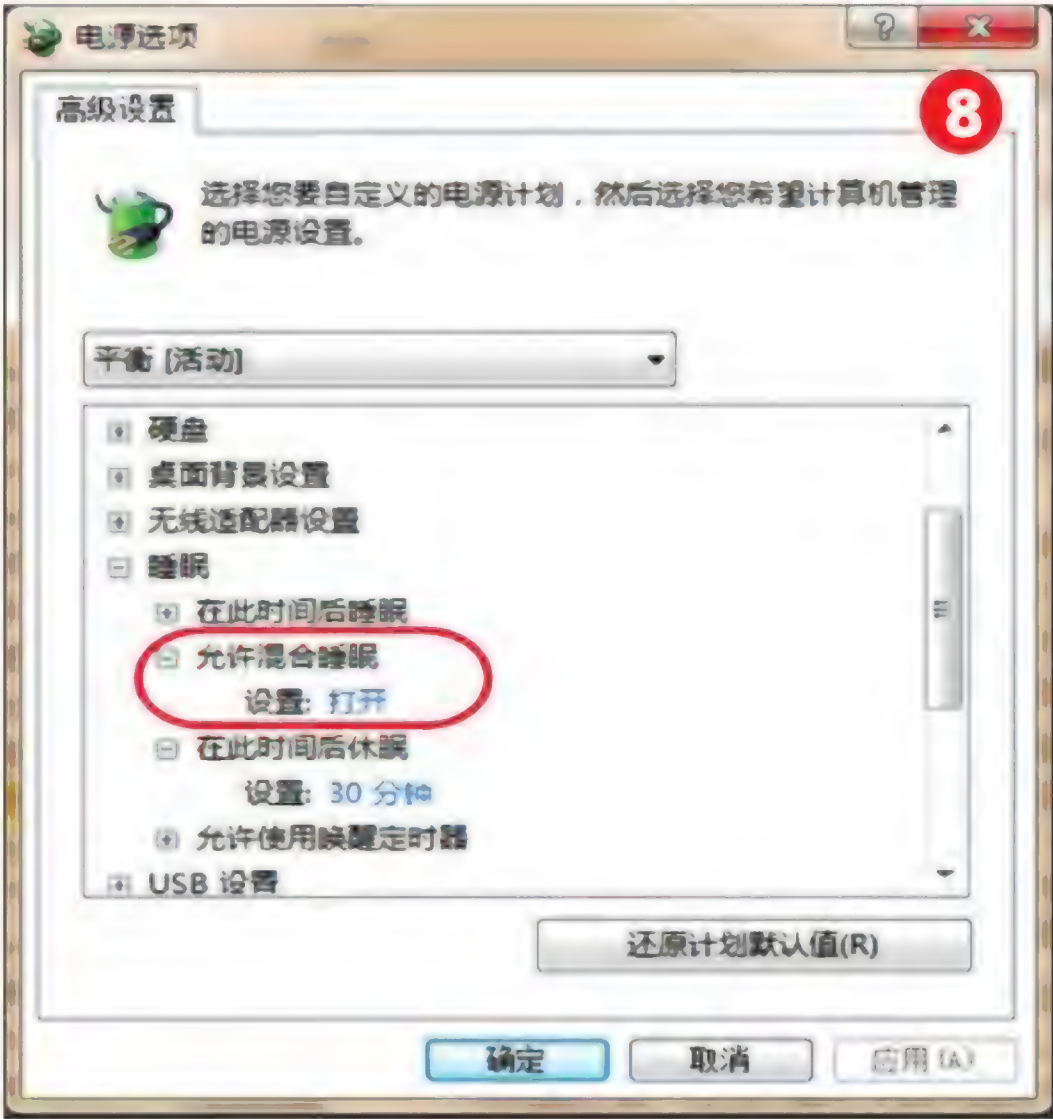 电源选项
高级设置
8
选择您要自定义的电源计划，然后选择您希望计算机管理
的电源设置。
平衡 [活动]
硬盘
桌面背景设置
无线适配器设置
睡眠
在此时间后睡眠
允许混合睡眠
设置: 打开
在此时间后休眠
设置: 30 分钟
允许使用唤醒定时器
USB 设置
还原计划默认值(R)
确定
取消
应用(A)